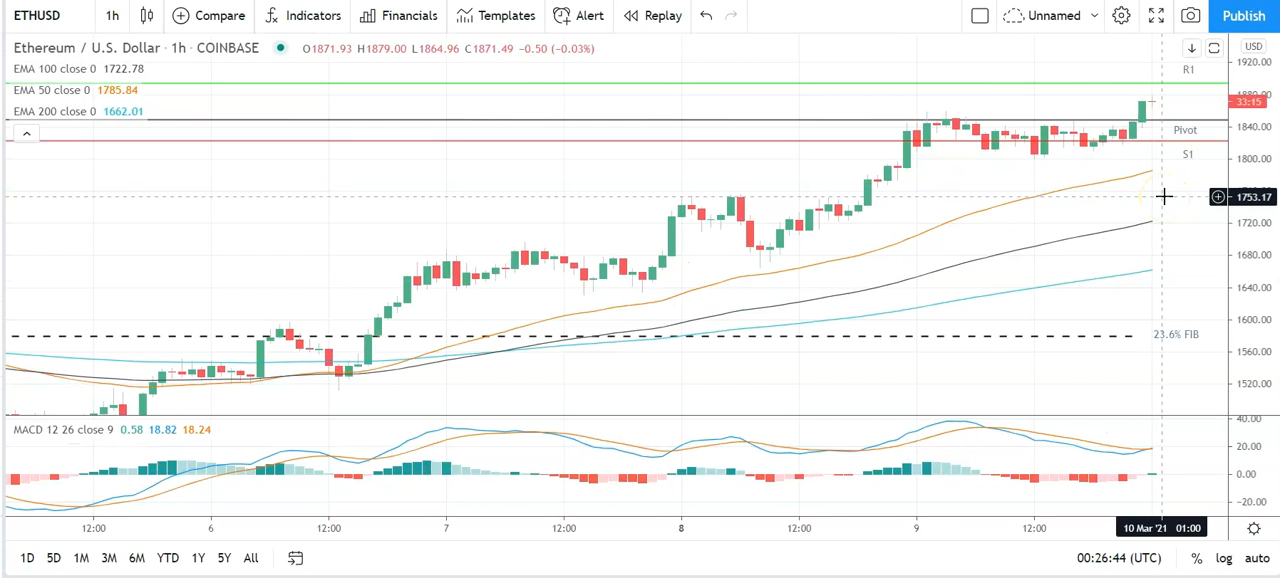 ETHUSD 1h Compare Indicators Financials Templates Alert Replay Unnamed Publish
Ethereum / U.S. Dollar · 1h · COINBASE O1871.93 H1879.00 L1864.96 C1871.49 -0.50 (-0.03%) USD
EMA 100 close 0 1722.78
EMA 50 close 0 1785.84
EMA 200 close 0 1662.01
1920.00
R1
1880.00
33:15
1840.00
Pivot
S1
1800.00
1753.17
1720.00
1680.00
1640.00
1600.00
23.6% FIB
1560.00
1520.00
MACD 12 26 close 9 0.58 18.82 18.24
40.00
20.00
0.00
-20.00
12:00 6 12:00 7 12:00 8 12:00 9 12:00 10 Mar '21 01:00
1D 5D 1M 3M 6M YTD 1Y 5Y All 00:26:44 (UTC) % log auto